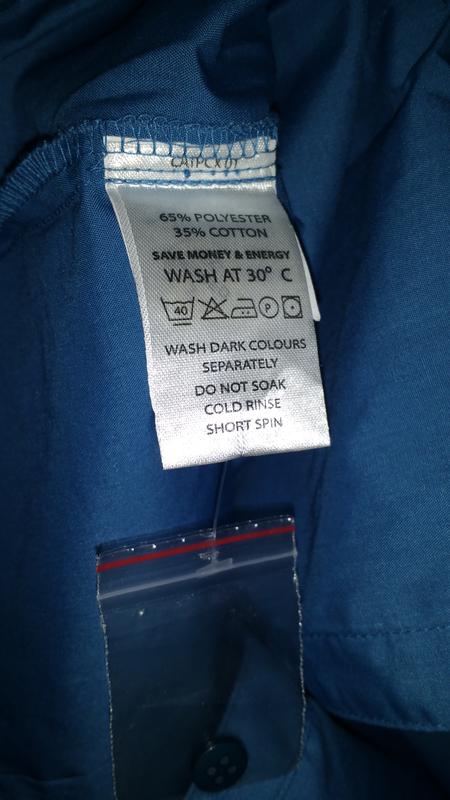 65% POLYESTER
35% COTTON
SAVE MONEY & ENERGY
WASH AT 30° C
40 P
WASH DARK COLOURS
SEPARATELY
DO NOT SOAK
COLD RINSE
SHORT SPIN